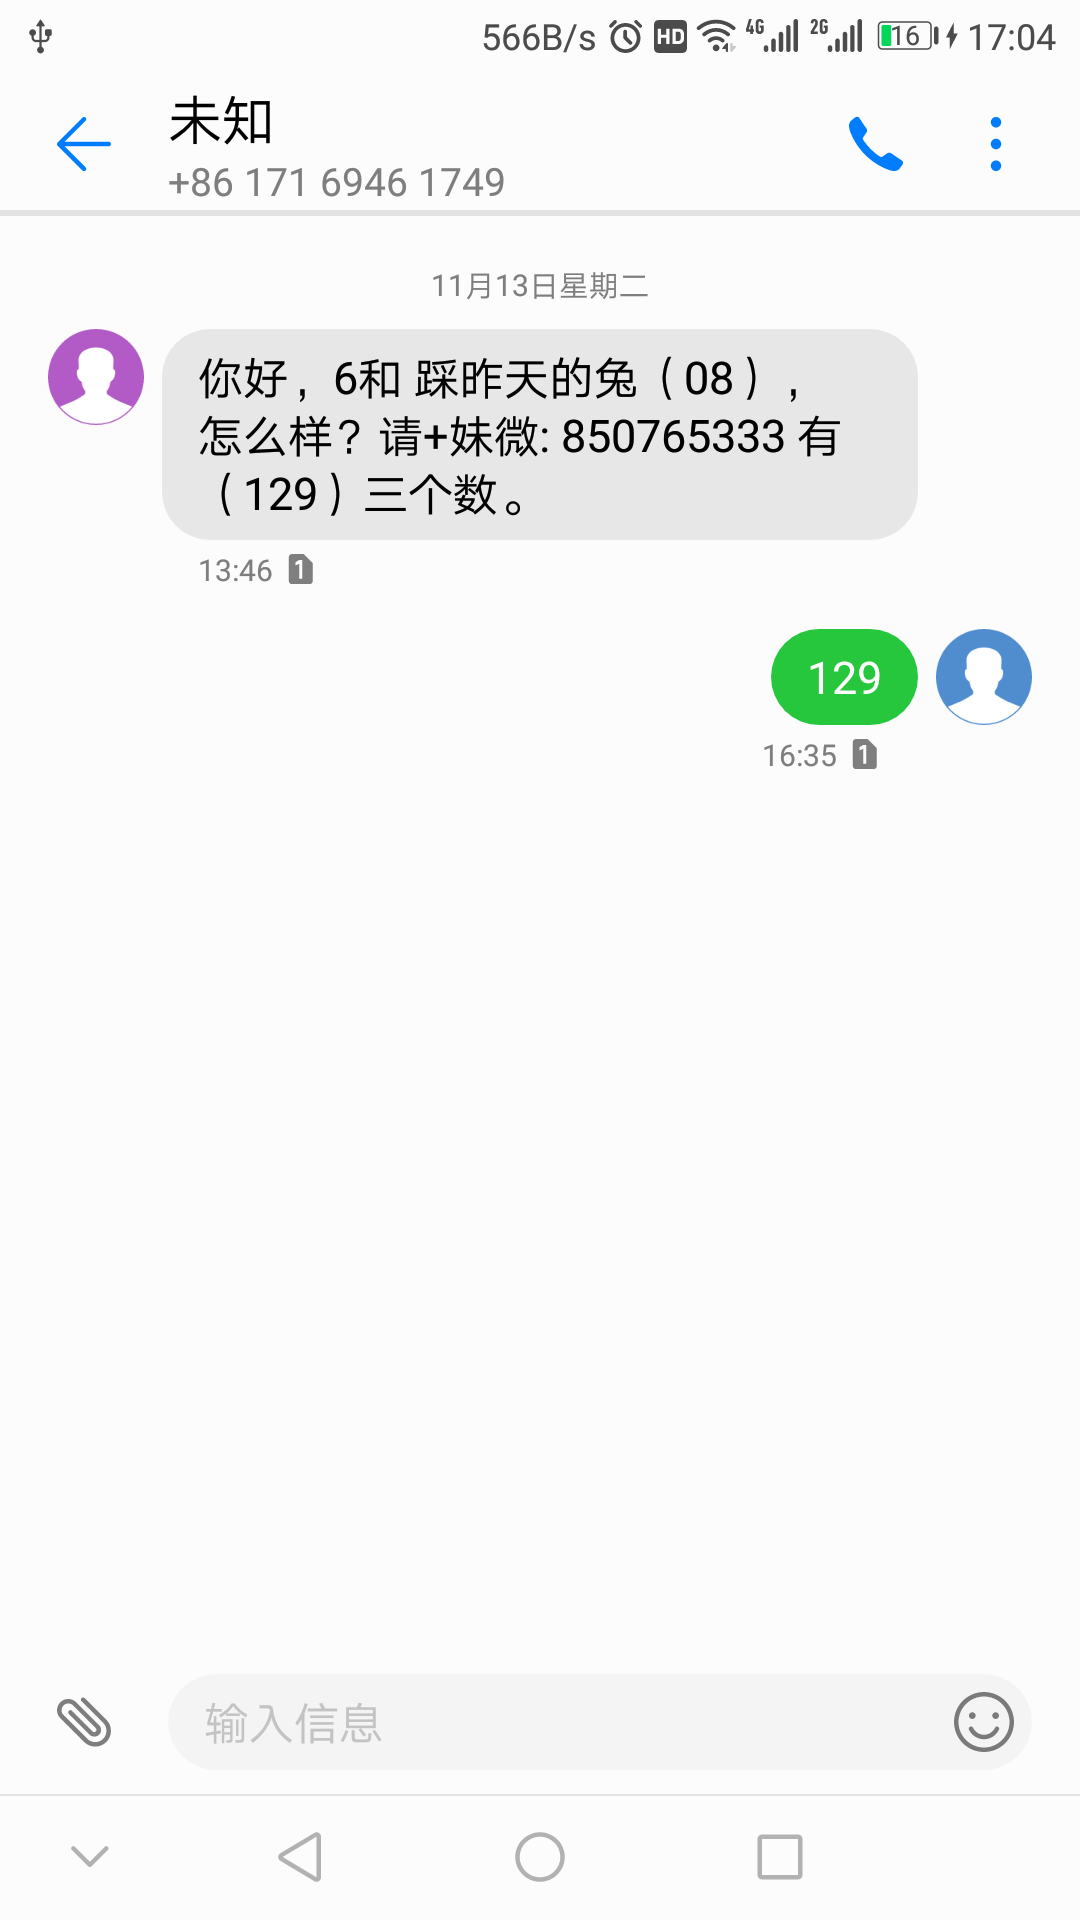 566B/s HD 4G 2G 16 17:04
未知
+86 171 6946 1749
11月13日星期二
你好，6和 踩昨天的兔（08），
怎么样？请+妹微: 850765333 有
（129）三个数。
13:46 1
129
16:35 1
输入信息